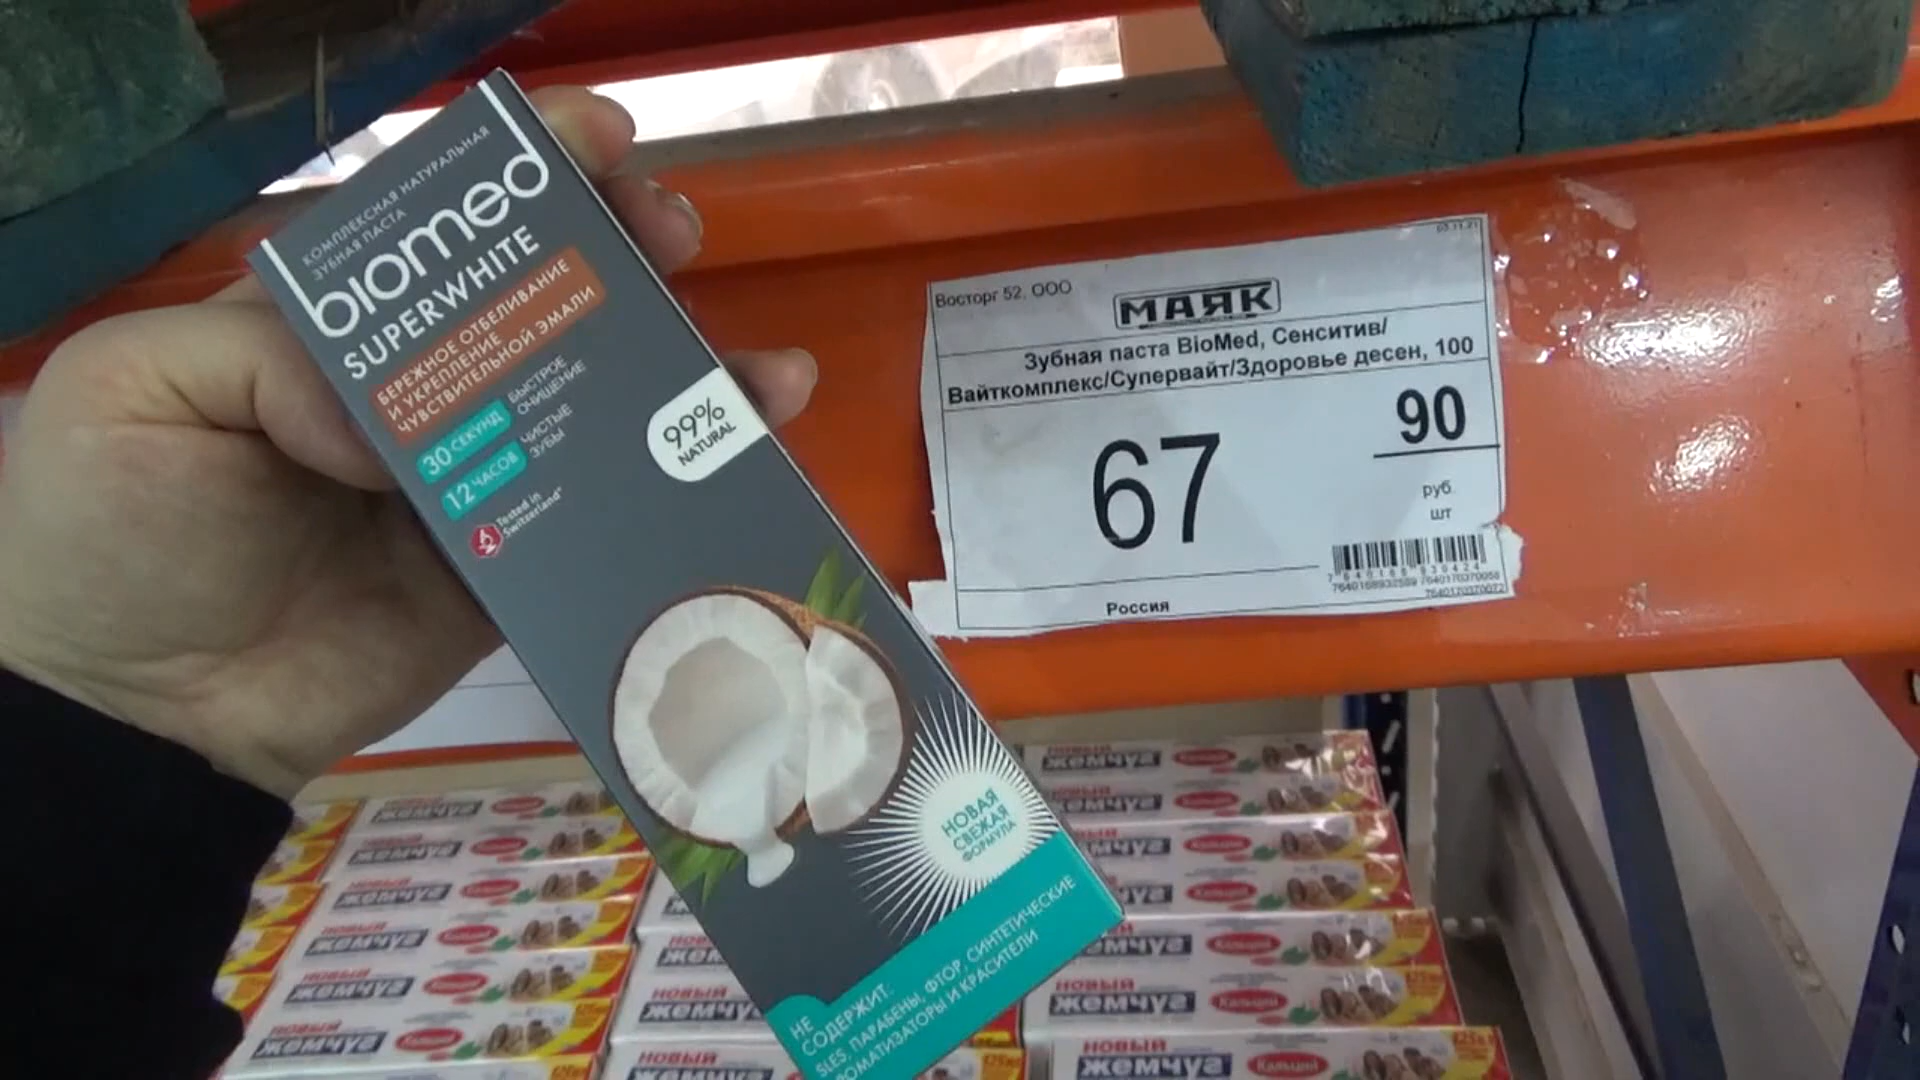 КОМПЛЕКСНАЯ НАТУРАЛЬНАЯ
ЗУБНАЯ ПАСТА
biomed
SUPERWHITE
БЕРЕЖНОЕ ОТБЕЛИВАНИЕ
И УКРЕПЛЕНИЕ
ЧУВСТВИТЕЛЬНОЙ ЭМАЛИ
30 СЕКУНД
БЫСТРОЕ
ОЧИЩЕНИЕ
12 ЧАСОВ
ЧИСТЫЕ
ЗУБЫ
Tested in
Switzerland*
99%
NATURAL
НОВАЯ
СВЕЖАЯ
ФОРМУЛА
НЕ
СОДЕРЖИТ:
SLES, ПАРАБЕНЫ, ФТОР, СИНТЕТИЧЕСКИЕ
АРОМАТИЗАТОРЫ И КРАСИТЕЛИ
Восторг 52, ООО
МАЯК
Зубная паста BioMed, Сенситив/
Вайткомплекс/Супервайт/Здоровье десен, 100
67
90
руб.
шт
Россия
НОВЫЙ
жемчуг
Кальций